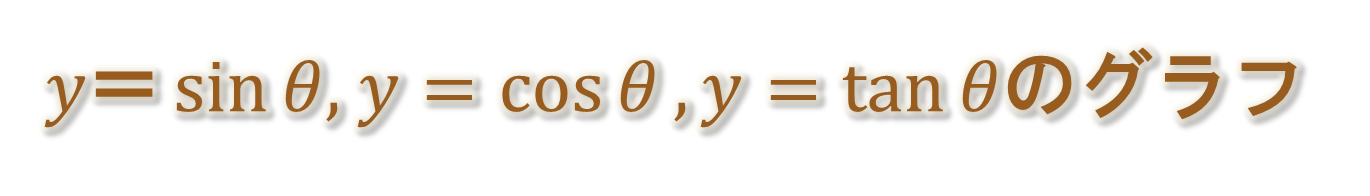 y＝sin θ, y = cos θ , y = tan θのグラフ